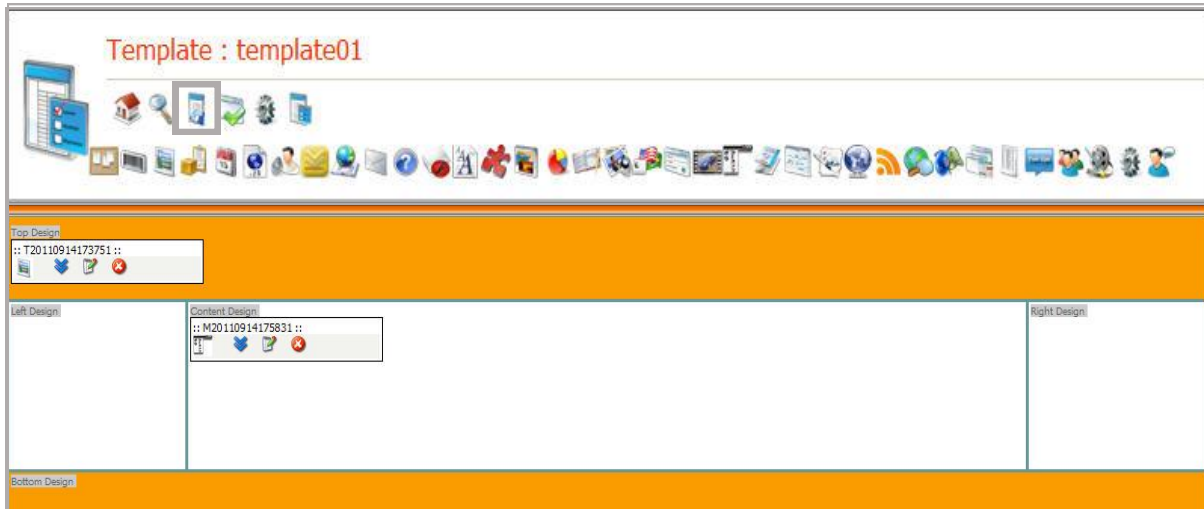 Template : template01
Top Design
:: T20110914173751 ::
Left Design
Content Design
Right Design
:: M20110914175831 ::
Bottom Design